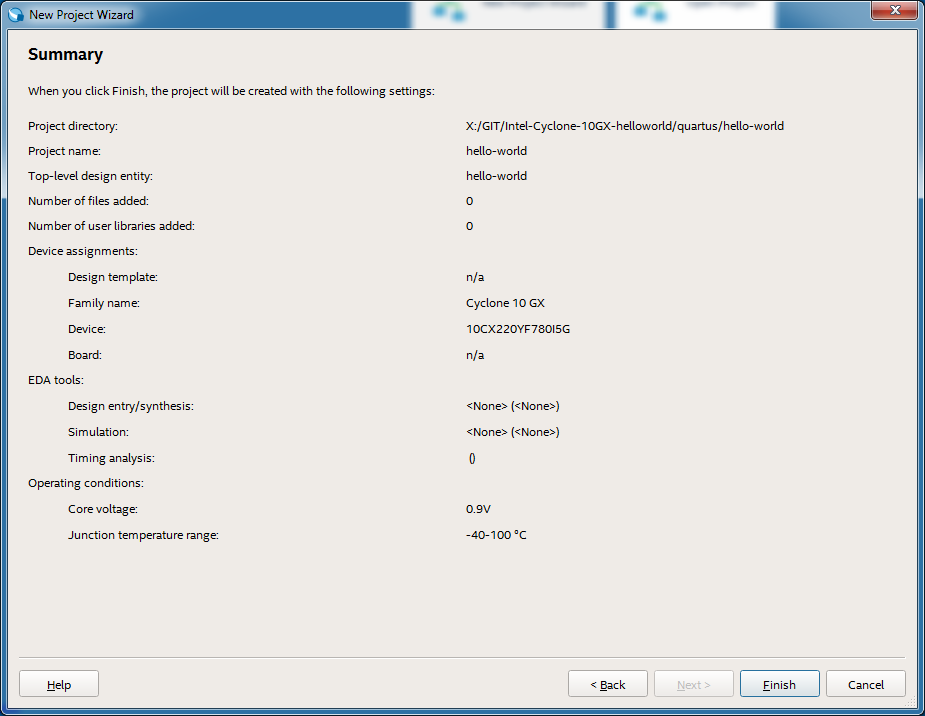 New Project Wizard
Summary
When you click Finish, the project will be created with the following settings:
Project directory: X:/GIT/Intel-Cyclone-10GX-helloworld/quartus/hello-world
Project name: hello-world
Top-level design entity: hello-world
Number of files added: 0
Number of user libraries added: 0
Device assignments:
Design template: n/a
Family name: Cyclone 10 GX
Device: 10CX220YF780I5G
Board: n/a
EDA tools:
Design entry/synthesis: <None> (<None>)
Simulation: <None> (<None>)
Timing analysis: ()
Operating conditions:
Core voltage: 0.9V
Junction temperature range: -40-100 °C
Help < Back Next > Finish Cancel